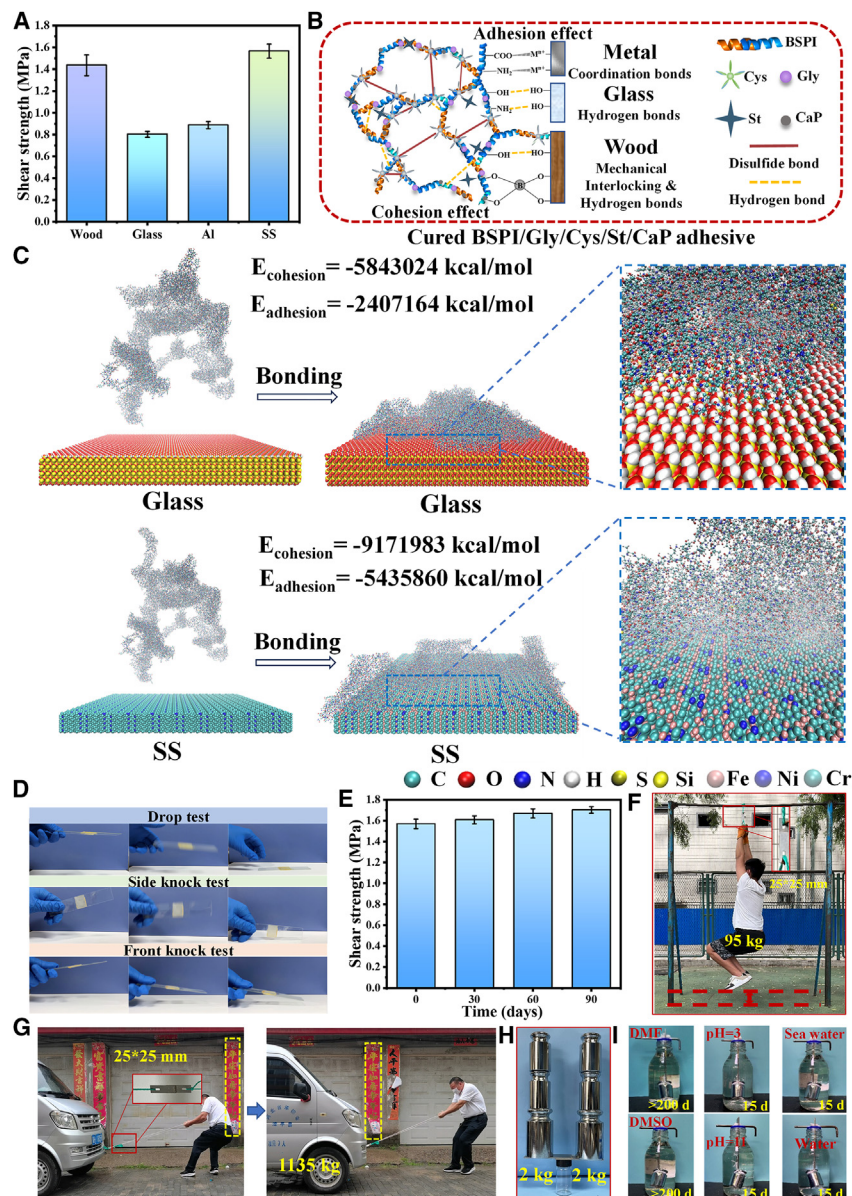 A
Shear strength (MPa)
1.8
1.6
1.4
1.2
1.0
0.8
0.6
0.4
0.2
0.0
Wood
Glass
Al
SS
B
Adhesion effect
COO
Mⁿ⁺
NH₂
Mⁿ⁺
OH
HO
NH₂
HO
OH
HO
O
O
B
O
O
Cohesion effect
Metal
Coordination bonds
Glass
Hydrogen bonds
Wood
Mechanical
Interlocking &
Hydrogen bonds
BSPI
Cys
Gly
St
CaP
Disulfide bond
Hydrogen bond
Cured BSPI/Gly/Cys/St/CaP adhesive
C
E_cohesion= -5843024 kcal/mol
E_adhesion= -2407164 kcal/mol
Bonding
Glass
Glass
E_cohesion= -9171983 kcal/mol
E_adhesion= -5435860 kcal/mol
Bonding
SS
SS
C O N H S Si Fe Ni Cr
D
Drop test
Side knock test
Front knock test
E
Shear strength (MPa)
1.8
1.6
1.4
1.2
1.0
0.8
0.6
0.4
0.2
0.0
0
30
60
90
Time (days)
F
25*25 mm
95 kg
G
25*25 mm
1135 kg
H
2 kg
2 kg
I
DMF
>200 d
pH=3
15 d
Sea water
15 d
DMSO
>200 d
pH=11
15 d
Water
15 d